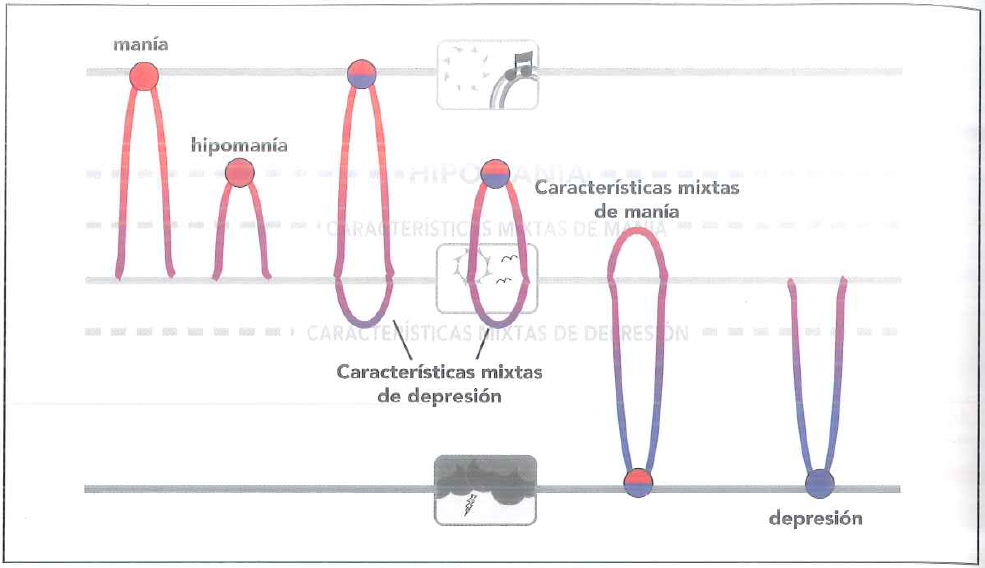 manía
hipomanía
HIPOMANÍA
Características mixtas
de manía
CARACTERÍSTICAS MIXTAS DE MANÍA
CARACTERÍSTICAS MIXTAS DE DEPRESIÓN
Características mixtas
de depresión
depresión